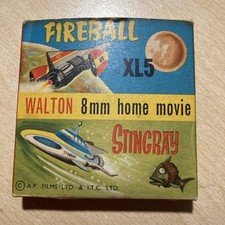 FIREBALL
XL5
WALTON 8mm home movie
STINGRAY
© A.P. FILMS LTD & I.T.C. LTD.